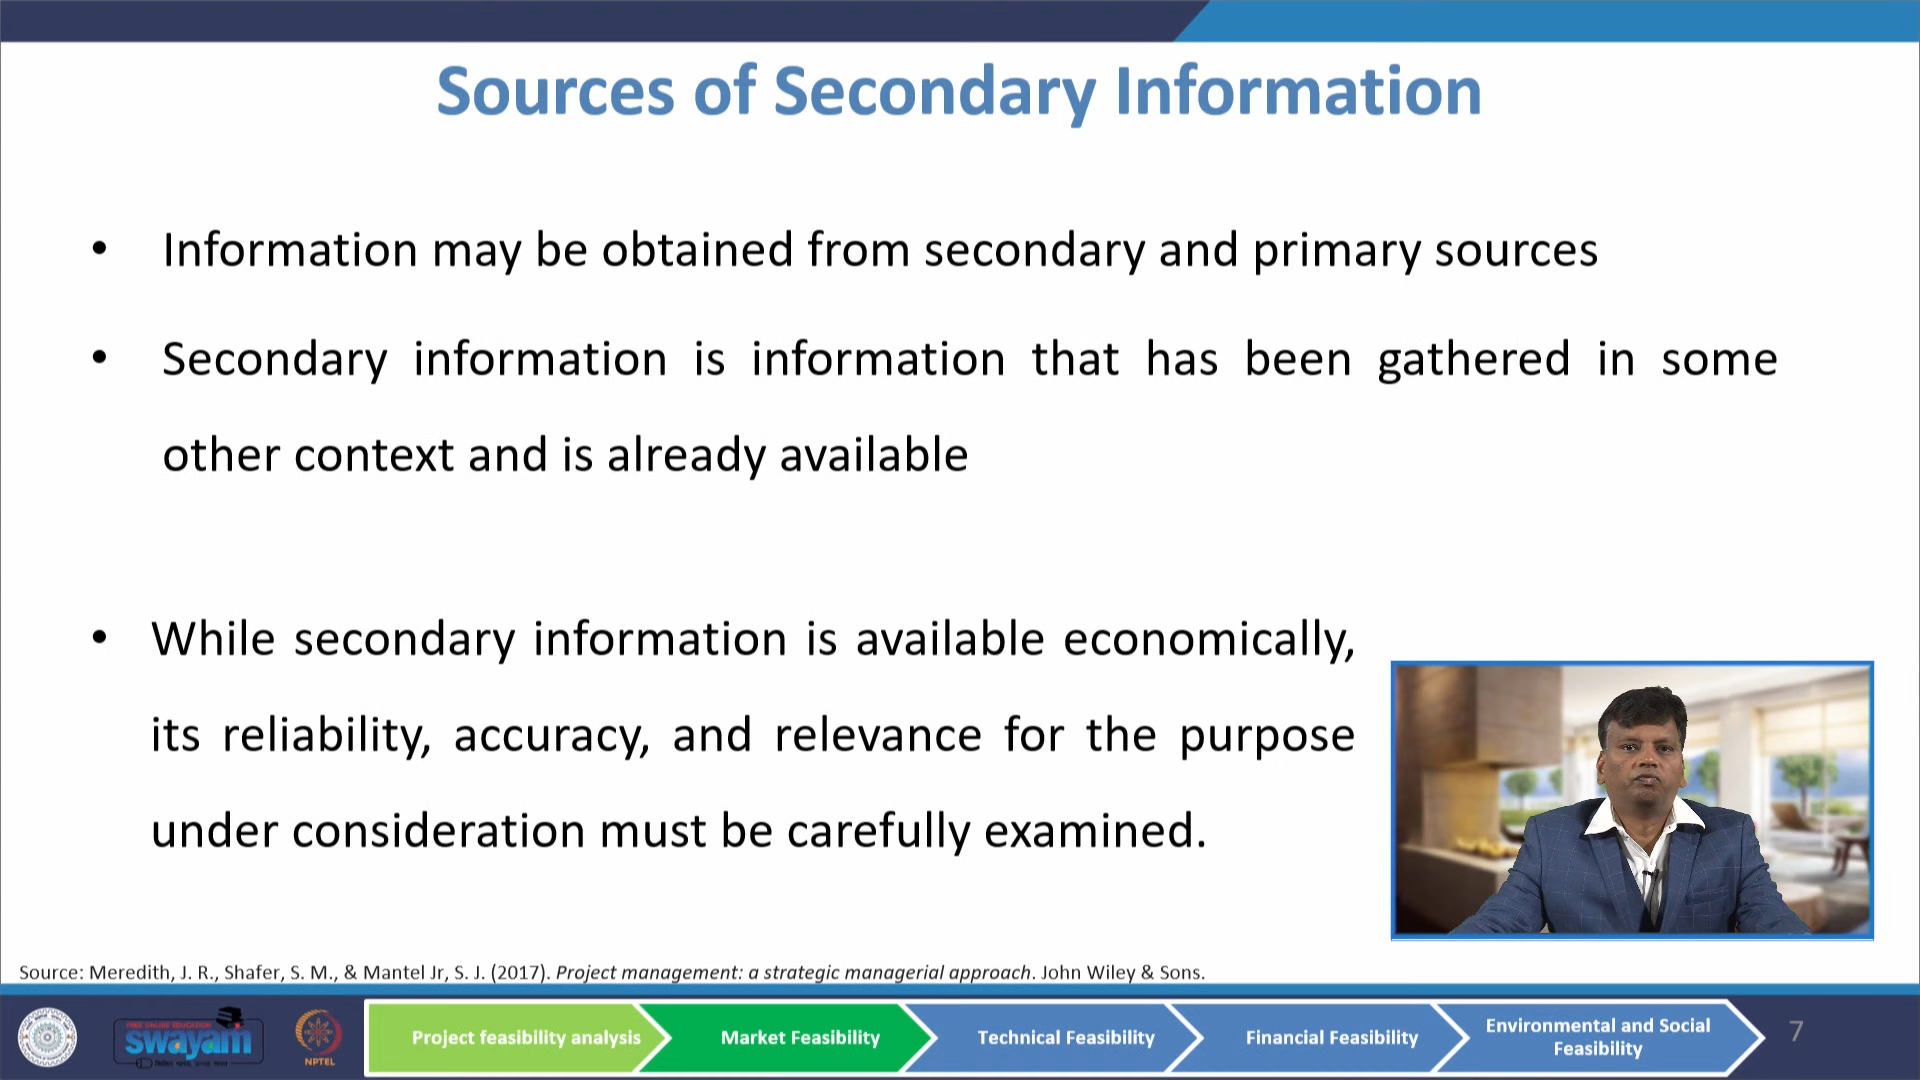 Sources of Secondary Information
• Information may be obtained from secondary and primary sources
• Secondary information is information that has been gathered in some
other context and is already available
• While secondary information is available economically,
its reliability, accuracy, and relevance for the purpose
under consideration must be carefully examined.
Source: Meredith, J. R., Shafer, S. M., & Mantel Jr, S. J. (2017). Project management: a strategic managerial approach. John Wiley & Sons.
FREE ONLINE EDUCATION
swayam
NPTEL
Project feasibility analysis
Market Feasibility
Technical Feasibility
Financial Feasibility
Environmental and Social
Feasibility
7